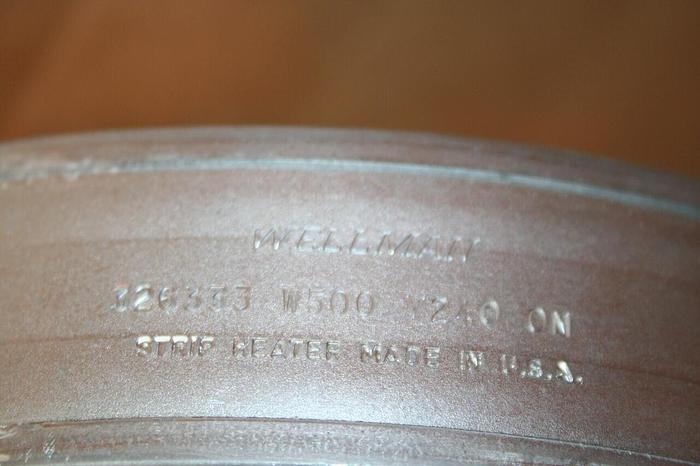 WELLMAN
326333 W500 V240 ON
STRIP HEATER MADE IN U.S.A.